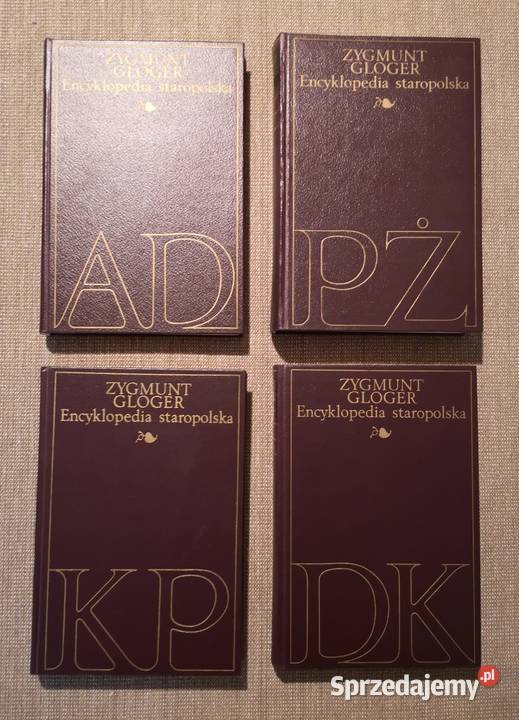 ZYGMUNT
GLOGER
Encyklopedia staropolska
AD
ZYGMUNT
GLOGER
Encyklopedia staropolska
PŻ
ZYGMUNT
GLOGER
Encyklopedia staropolska
KP
ZYGMUNT
GLOGER
Encyklopedia staropolska
DK
Sprzedajemy.pl